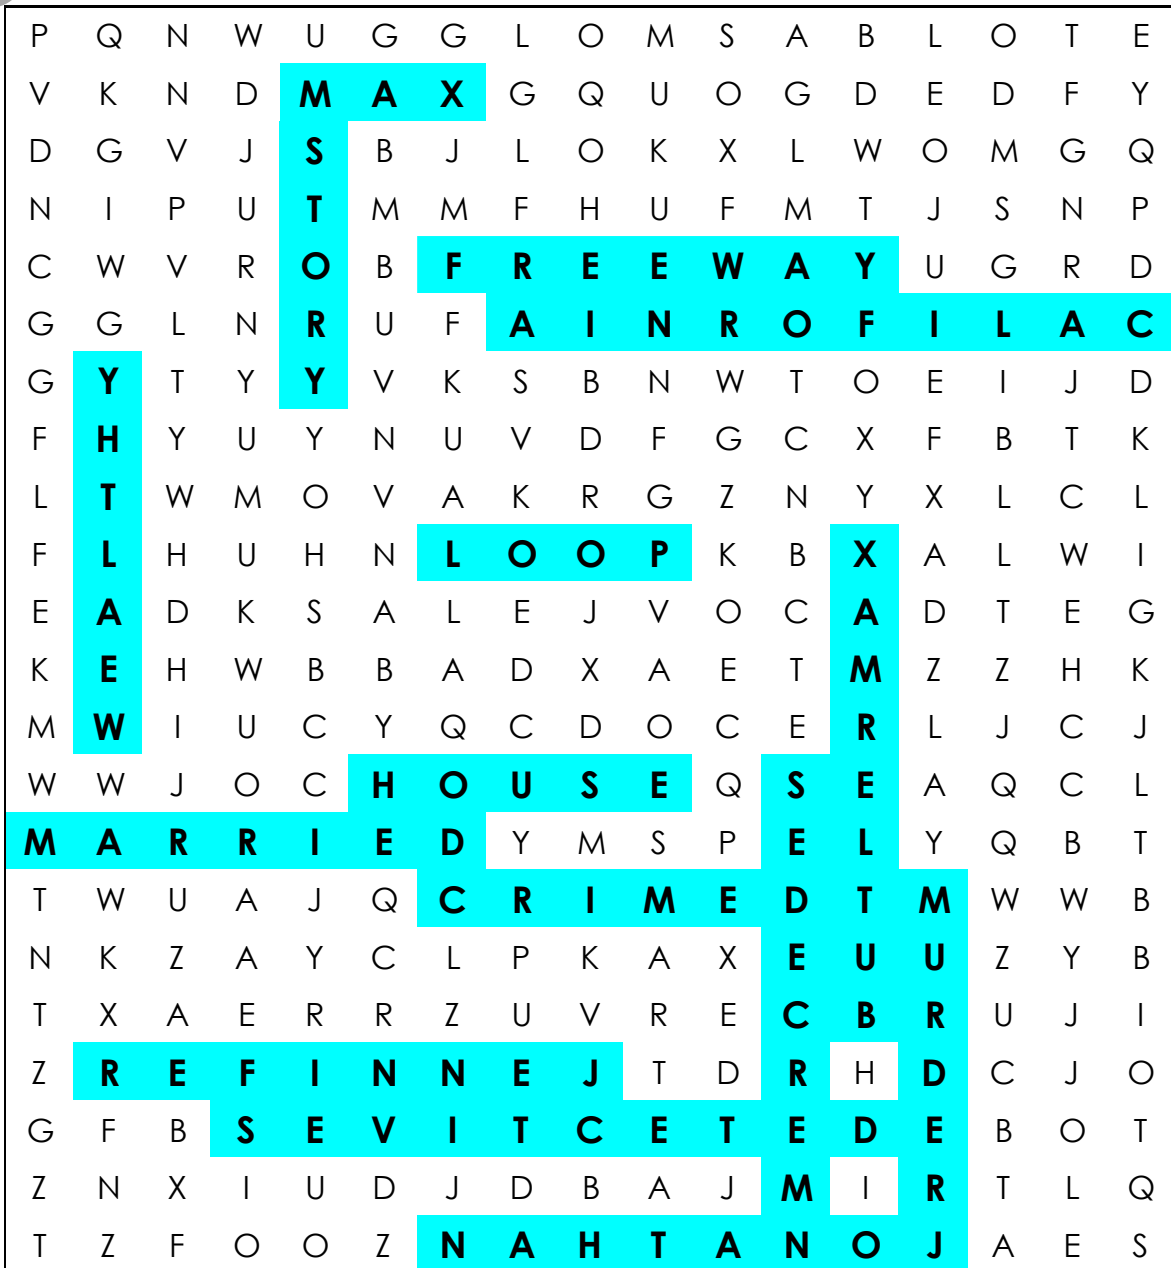 P Q N W U G G L O M S A B L O T E
V K N D M A X G Q U O G D E D F Y
D G V J S B J L O K X L W O M G Q
N I P U T M M F H U F M T J S N P
C W V R O B F R E E W A Y U G R D
G G L N R U F A I N R O F I L A C
G Y T Y Y V K S B N W T O E I J D
F H Y U Y N U V D F G C X F B T K
L T W M O V A K R G Z N Y X L C L
F L H U H N L O O P K B X A L W I
E A D K S A L E J V O C A D T E G
K E H W B B A D X A E T M Z Z H K
M W I U C Y Q C D O C E R L J C J
W W J O C H O U S E Q S E A Q C L
M A R R I E D Y M S P E L Y Q B T
T W U A J Q C R I M E D T M W W B
N K Z A Y C L P K A X E U U Z Y B
T X A E R R Z U V R E C B R U J I
Z R E F I N N E J T D R H D C J O
G F B S E V I T C E T E D E B O T
Z N X I U D J D B A J M I R T L Q
T Z F O O Z N A H T A N O J A E S